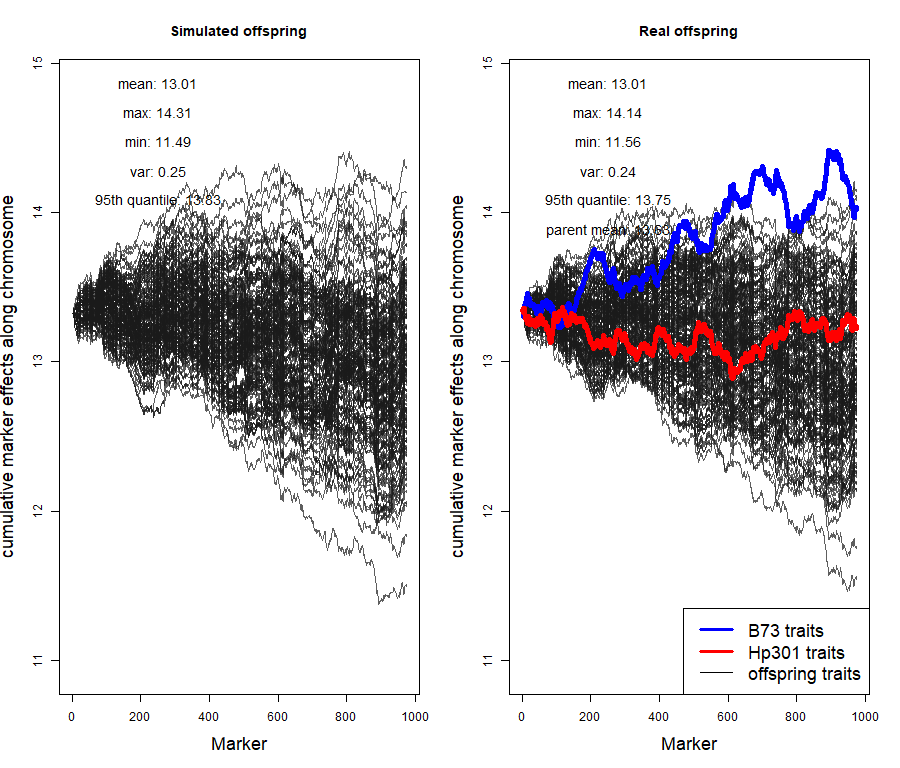 Simulated offspring
mean: 13.01
max: 14.31
min: 11.49
var: 0.25
95th quantile: 13.83
cumulative marker effects along chromosome
15
14
13
12
11
0 200 400 600 800 1000
Marker
Real offspring
mean: 13.01
max: 14.14
min: 11.56
var: 0.24
95th quantile: 13.75
parent mean:
cumulative marker effects along chromosome
15
14
13
12
11
B73 traits
Hp301 traits
offspring traits
0 200 400 600 800 1000
Marker